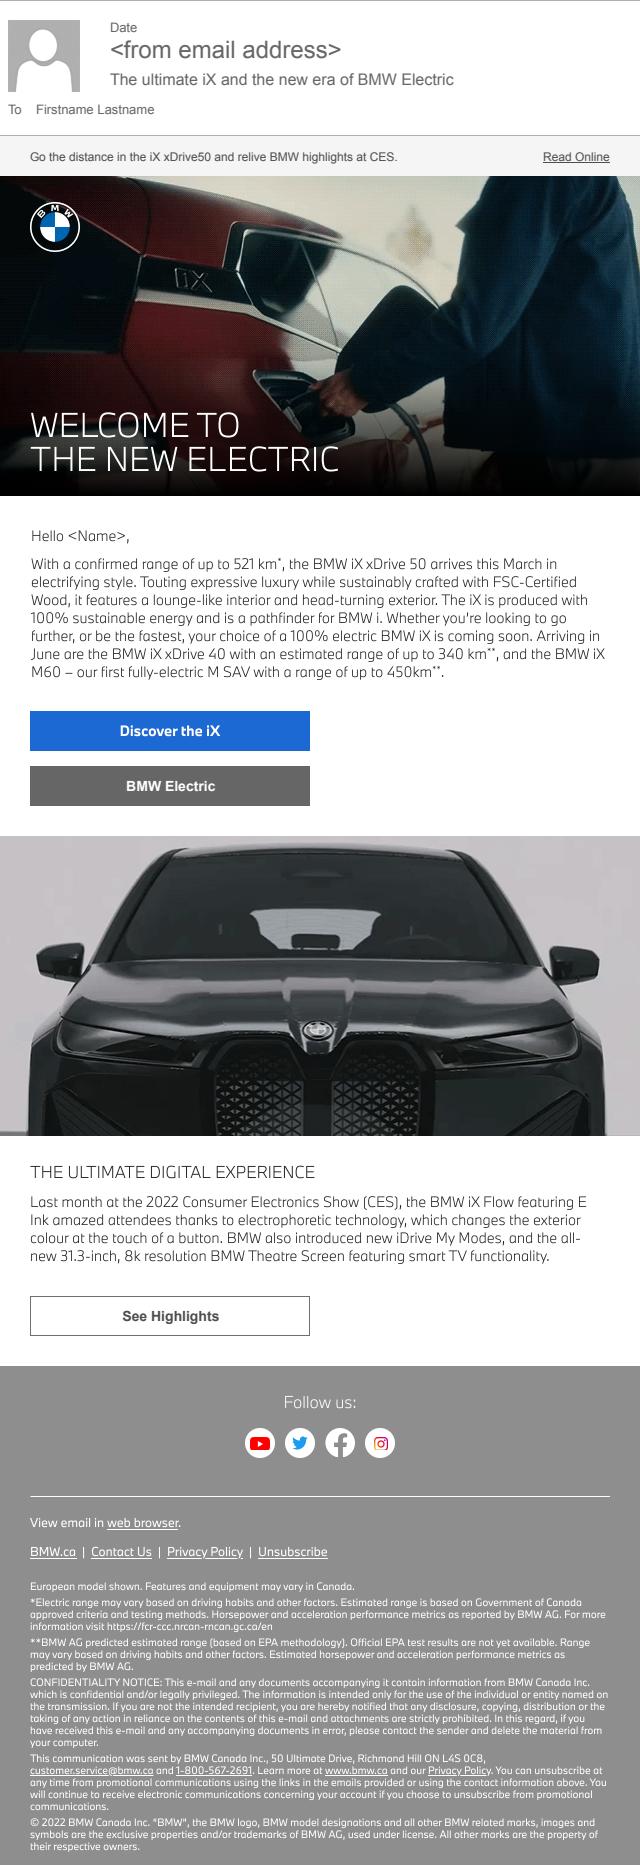 Date
<from email address>
The ultimate iX and the new era of BMW Electric
To Firstname Lastname
Go the distance in the iX xDrive50 and relive BMW highlights at CES. Read Online
BMW
iX
WELCOME TO
THE NEW ELECTRIC
Hello <Name>,
With a confirmed range of up to 521 km*, the BMW iX xDrive 50 arrives this March in
electrifying style. Touting expressive luxury while sustainably crafted with FSC-Certified
Wood, it features a lounge-like interior and head-turning exterior. The iX is produced with
100% sustainable energy and is a pathfinder for BMW i. Whether you're looking to go
further, or be the fastest, your choice of a 100% electric BMW iX is coming soon. Arriving in
June are the BMW iX xDrive 40 with an estimated range of up to 340 km**, and the BMW iX
M60 – our first fully-electric M SAV with a range of up to 450km**.
Discover the iX
BMW Electric
THE ULTIMATE DIGITAL EXPERIENCE
Last month at the 2022 Consumer Electronics Show (CES), the BMW iX Flow featuring E
Ink amazed attendees thanks to electrophoretic technology, which changes the exterior
colour at the touch of a button. BMW also introduced new iDrive My Modes, and the all-
new 31.3-inch, 8k resolution BMW Theatre Screen featuring smart TV functionality.
See Highlights
Follow us:
View email in web browser.
BMW.ca | Contact Us | Privacy Policy | Unsubscribe
European model shown. Features and equipment may vary in Canada.
*Electric range may vary based on driving habits and other factors. Estimated range is based on Government of Canada
approved criteria and testing methods. Horsepower and acceleration performance metrics as reported by BMW AG. For more
information visit https://fcr-ccc.nrcan-rncan.gc.ca/en
**BMW AG predicted estimated range (based on EPA methodology). Official EPA test results are not yet available. Range
may vary based on driving habits and other factors. Estimated horsepower and acceleration performance metrics as
predicted by BMW AG.
CONFIDENTIALITY NOTICE: This e-mail and any documents accompanying it contain information from BMW Canada Inc.
which is confidential and/or legally privileged. The information is intended only for the use of the individual or entity named on
the transmission. If you are not the intended recipient, you are hereby notified that any disclosure, copying, distribution or the
taking of any action in reliance on the contents of this e-mail and attachments are strictly prohibited. In this regard, if you
have received this e-mail and any accompanying documents in error, please contact the sender and delete the material from
your computer.
This communication was sent by BMW Canada Inc., 50 Ultimate Drive, Richmond Hill ON L4S 0C8,
customer.service@bmw.ca and 1-800-567-2691. Learn more at www.bmw.ca and our Privacy Policy. You can unsubscribe at
any time from promotional communications using the links in the emails provided or using the contact information above. You
will continue to receive electronic communications concerning your account if you choose to unsubscribe from promotional
communications.
© 2022 BMW Canada Inc. "BMW", the BMW logo, BMW model designations and all other BMW related marks, images and
symbols are the exclusive properties and/or trademarks of BMW AG, used under license. All other marks are the property of
their respective owners.